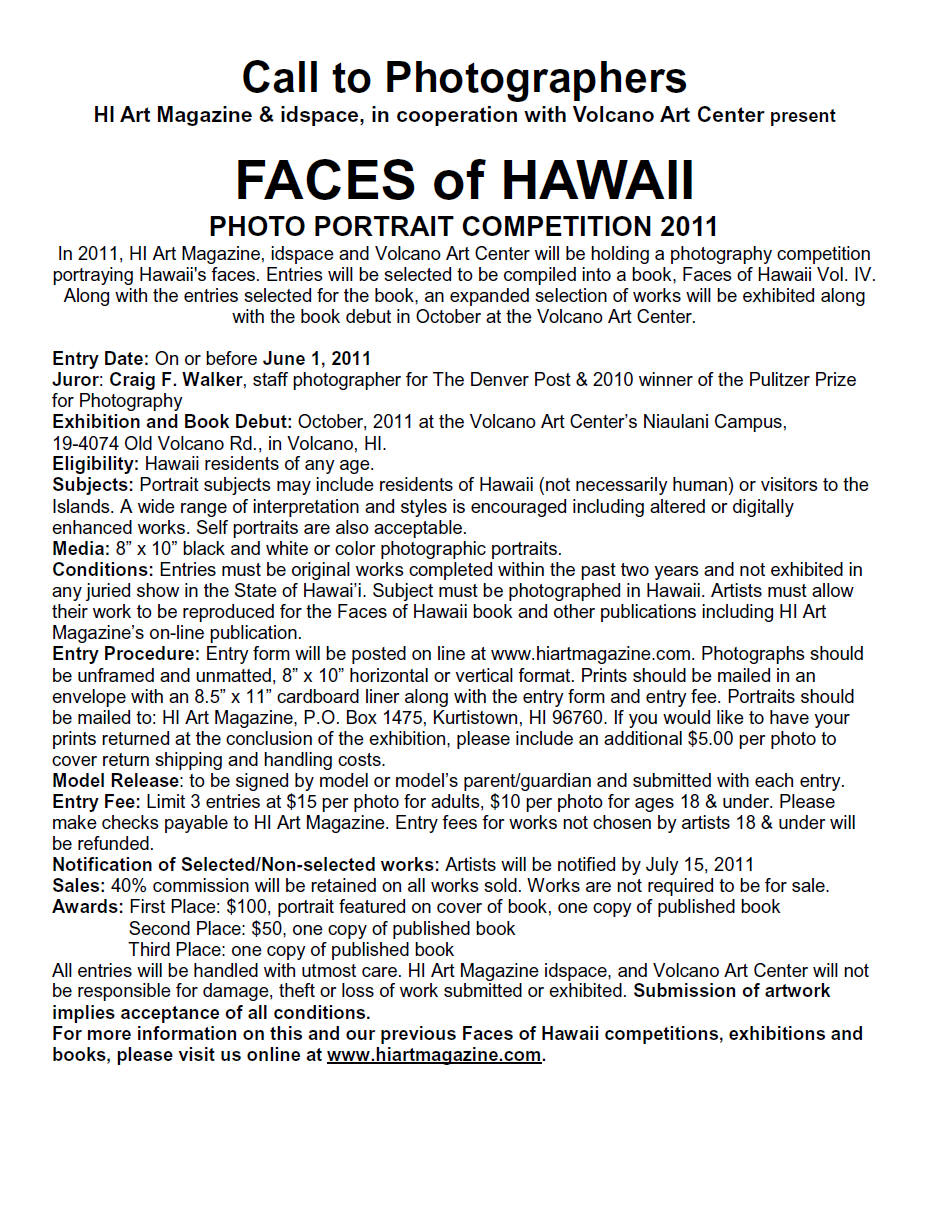 Call to Photographers
HI Art Magazine & idspace, in cooperation with Volcano Art Center present
FACES of HAWAII
PHOTO PORTRAIT COMPETITION 2011
In 2011, HI Art Magazine, idspace and Volcano Art Center will be holding a photography competition
portraying Hawaii's faces. Entries will be selected to be compiled into a book, Faces of Hawaii Vol. IV.
Along with the entries selected for the book, an expanded selection of works will be exhibited along
with the book debut in October at the Volcano Art Center.
Entry Date: On or before June 1, 2011
Juror: Craig F. Walker, staff photographer for The Denver Post & 2010 winner of the Pulitzer Prize
for Photography
Exhibition and Book Debut: October, 2011 at the Volcano Art Center’s Niaulani Campus,
19-4074 Old Volcano Rd., in Volcano, HI.
Eligibility: Hawaii residents of any age.
Subjects: Portrait subjects may include residents of Hawaii (not necessarily human) or visitors to the
Islands. A wide range of interpretation and styles is encouraged including altered or digitally
enhanced works. Self portraits are also acceptable.
Media: 8” x 10” black and white or color photographic portraits.
Conditions: Entries must be original works completed within the past two years and not exhibited in
any juried show in the State of Hawai’i. Subject must be photographed in Hawaii. Artists must allow
their work to be reproduced for the Faces of Hawaii book and other publications including HI Art
Magazine’s on-line publication.
Entry Procedure: Entry form will be posted on line at www.hiartmagazine.com. Photographs should
be unframed and unmatted, 8” x 10” horizontal or vertical format. Prints should be mailed in an
envelope with an 8.5” x 11” cardboard liner along with the entry form and entry fee. Portraits should
be mailed to: HI Art Magazine, P.O. Box 1475, Kurtistown, HI 96760. If you would like to have your
prints returned at the conclusion of the exhibition, please include an additional $5.00 per photo to
cover return shipping and handling costs.
Model Release: to be signed by model or model’s parent/guardian and submitted with each entry.
Entry Fee: Limit 3 entries at $15 per photo for adults, $10 per photo for ages 18 & under. Please
make checks payable to HI Art Magazine. Entry fees for works not chosen by artists 18 & under will
be refunded.
Notification of Selected/Non-selected works: Artists will be notified by July 15, 2011
Sales: 40% commission will be retained on all works sold. Works are not required to be for sale.
Awards: First Place: $100, portrait featured on cover of book, one copy of published book
Second Place: $50, one copy of published book
Third Place: one copy of published book
All entries will be handled with utmost care. HI Art Magazine idspace, and Volcano Art Center will not
be responsible for damage, theft or loss of work submitted or exhibited. Submission of artwork
implies acceptance of all conditions.
For more information on this and our previous Faces of Hawaii competitions, exhibitions and
books, please visit us online at www.hiartmagazine.com.